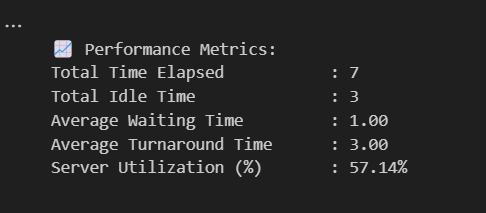 ...
📈 Performance Metrics:
Total Time Elapsed : 7
Total Idle Time : 3
Average Waiting Time : 1.00
Average Turnaround Time : 3.00
Server Utilization (%) : 57.14%